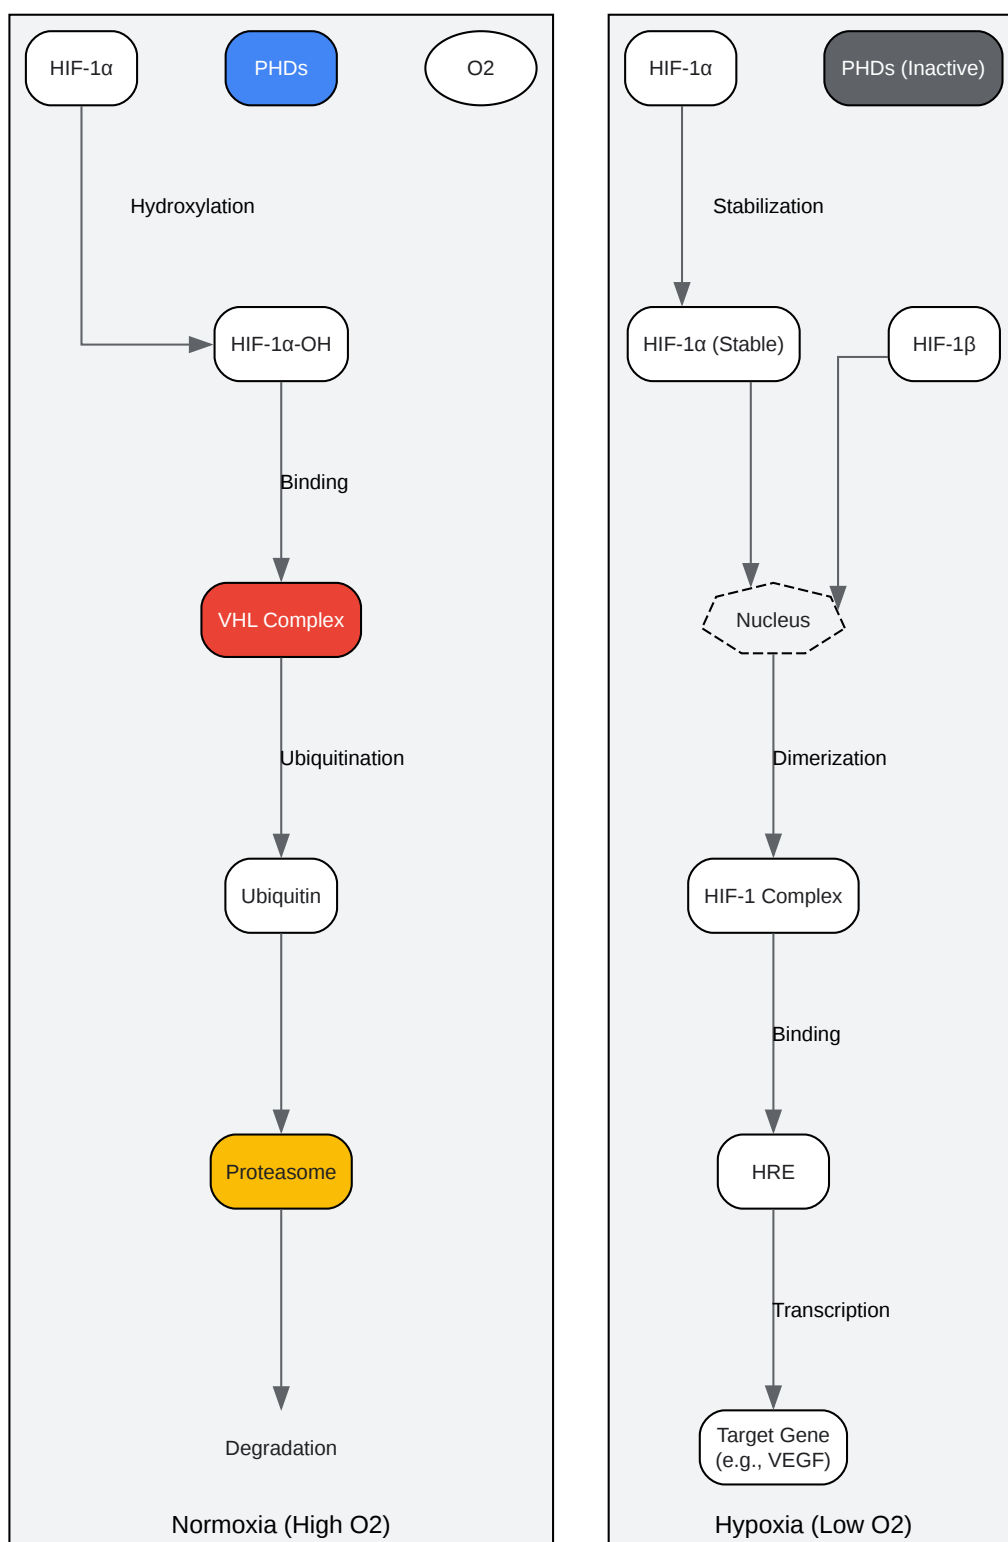 HIF-1α
PHDs
O2
Hydroxylation
HIF-1α-OH
Binding
VHL Complex
Ubiquitination
Ubiquitin
Proteasome
Degradation
Normoxia (High O2)
HIF-1α
PHDs (Inactive)
Stabilization
HIF-1α (Stable)
HIF-1β
Nucleus
Dimerization
HIF-1 Complex
Binding
HRE
Transcription
Target Gene
(e.g., VEGF)
Hypoxia (Low O2)